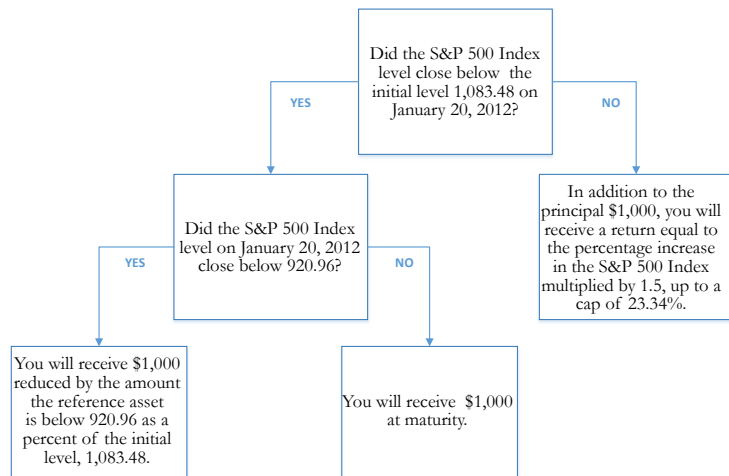 Did the S&P 500 Index
level close below the
initial level 1,083.48 on
January 20, 2012?
YES
NO
Did the S&P 500 Index
level on January 20, 2012
close below 920.96?
In addition to the
principal $1,000, you will
receive a return equal to
the percentage increase
in the S&P 500 Index
multiplied by 1.5, up to a
cap of 23.34%.
YES
NO
You will receive $1,000
reduced by the amount
the reference asset
is below 920.96 as a
percent of the initial
level, 1,083.48.
You will receive $1,000
at maturity.